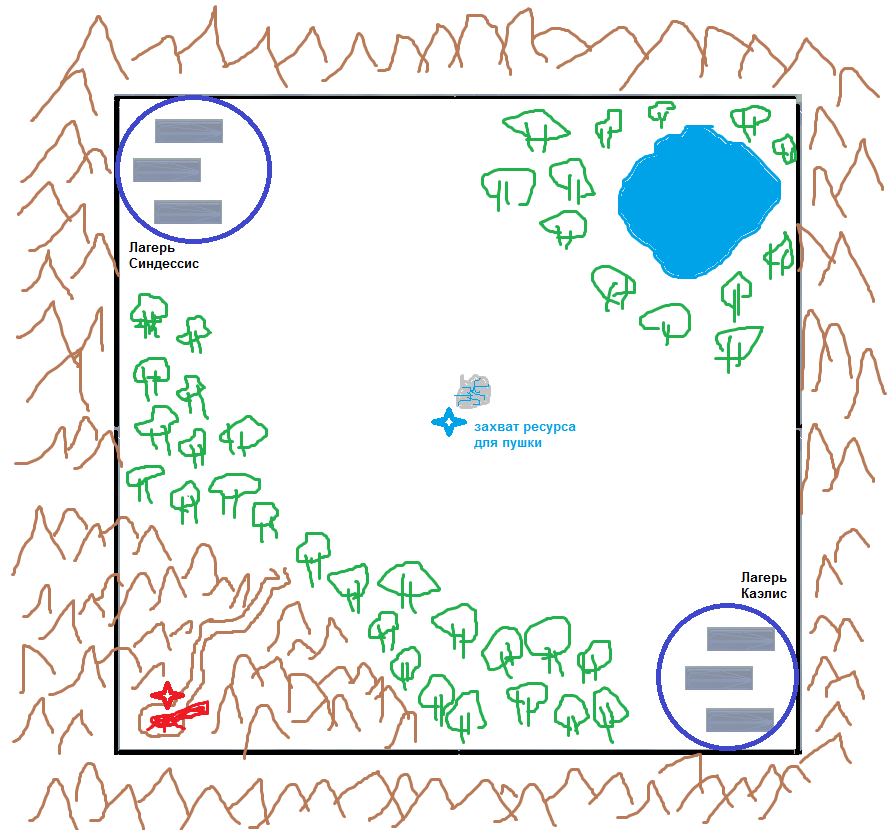 Лагерь
Синдессис
захват ресурса
для пушки
Лагерь
Каэлис